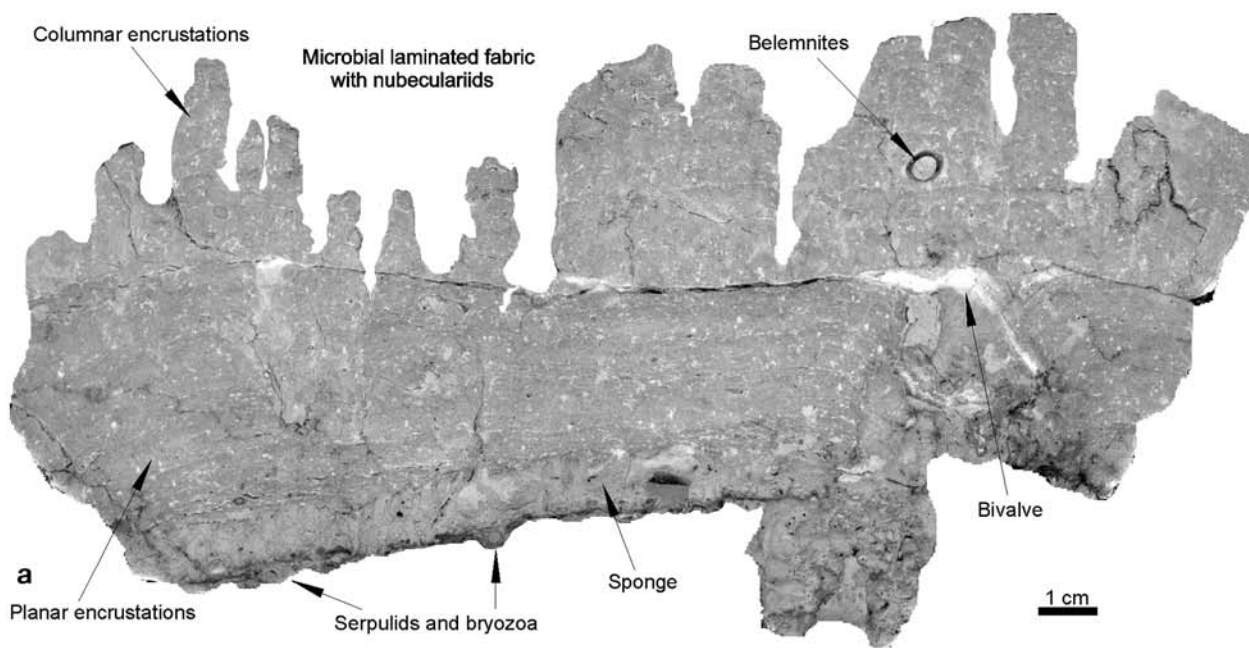 Columnar encrustations
Microbial laminated fabric
with nubeculariids
Belemnites
Bivalve
Sponge
a
Planar encrustations
Serpulids and bryozoa
1 cm